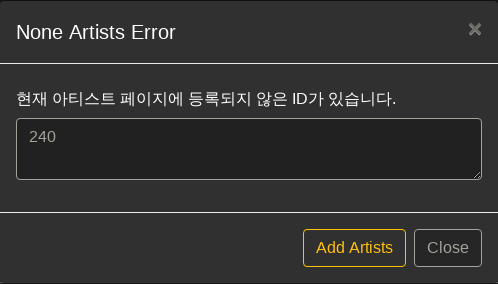 None Artists Error
×
현재 아티스트 페이지에 등록되지 않은 ID가 있습니다.
240
Add Artists
Close